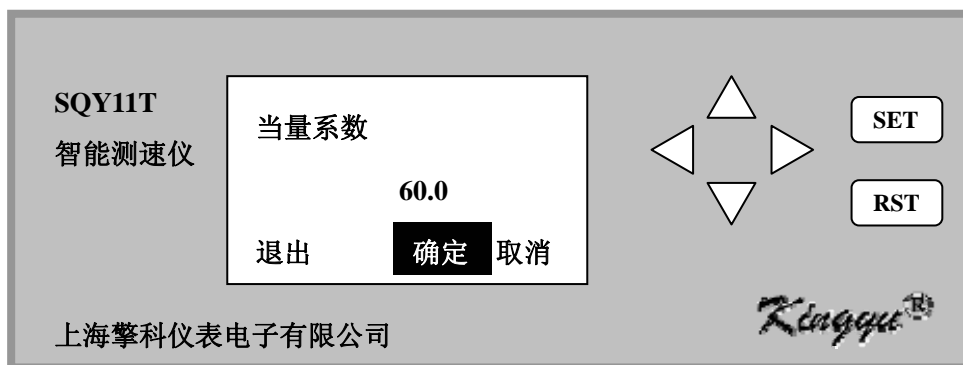 SQY11T
智能测速仪
当量系数
60.0
退出 确定 取消
SET
RST
上海擎科仪表电子有限公司
Kingyu®